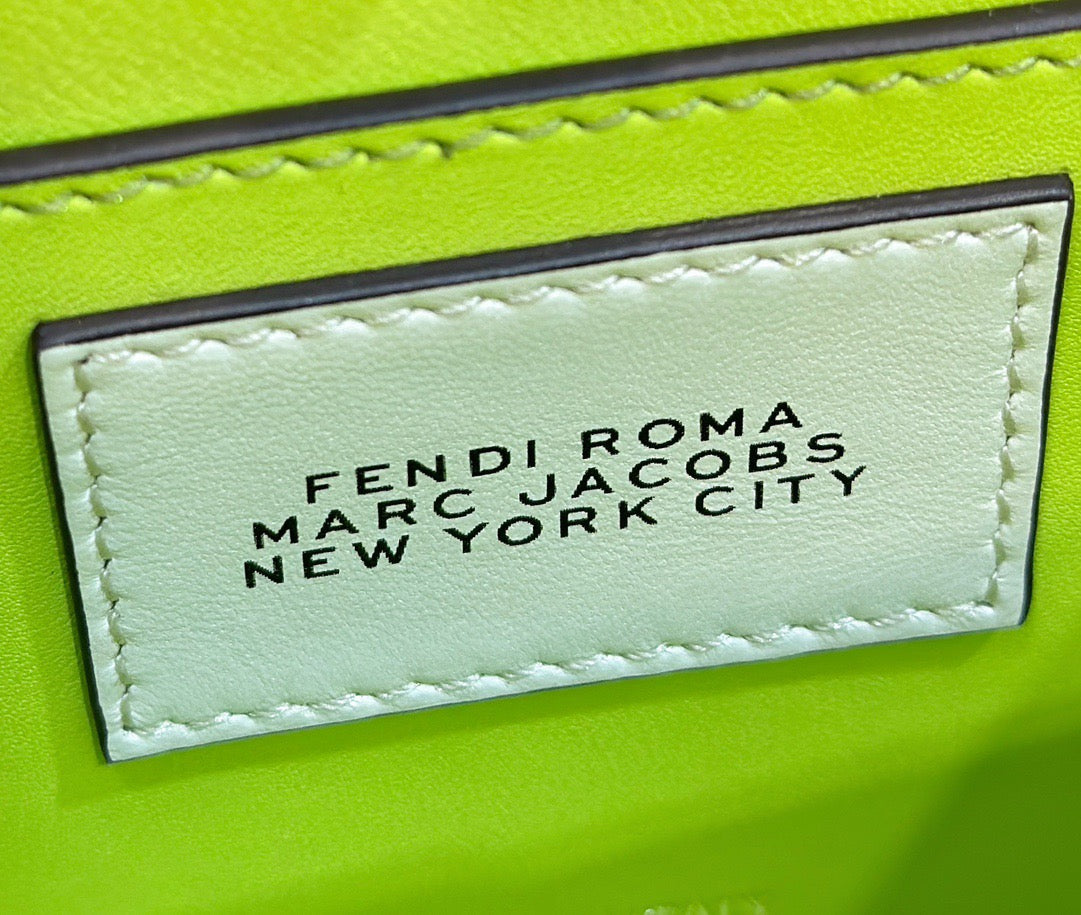 FENDI ROMA
MARC JACOBS
NEW YORK CITY